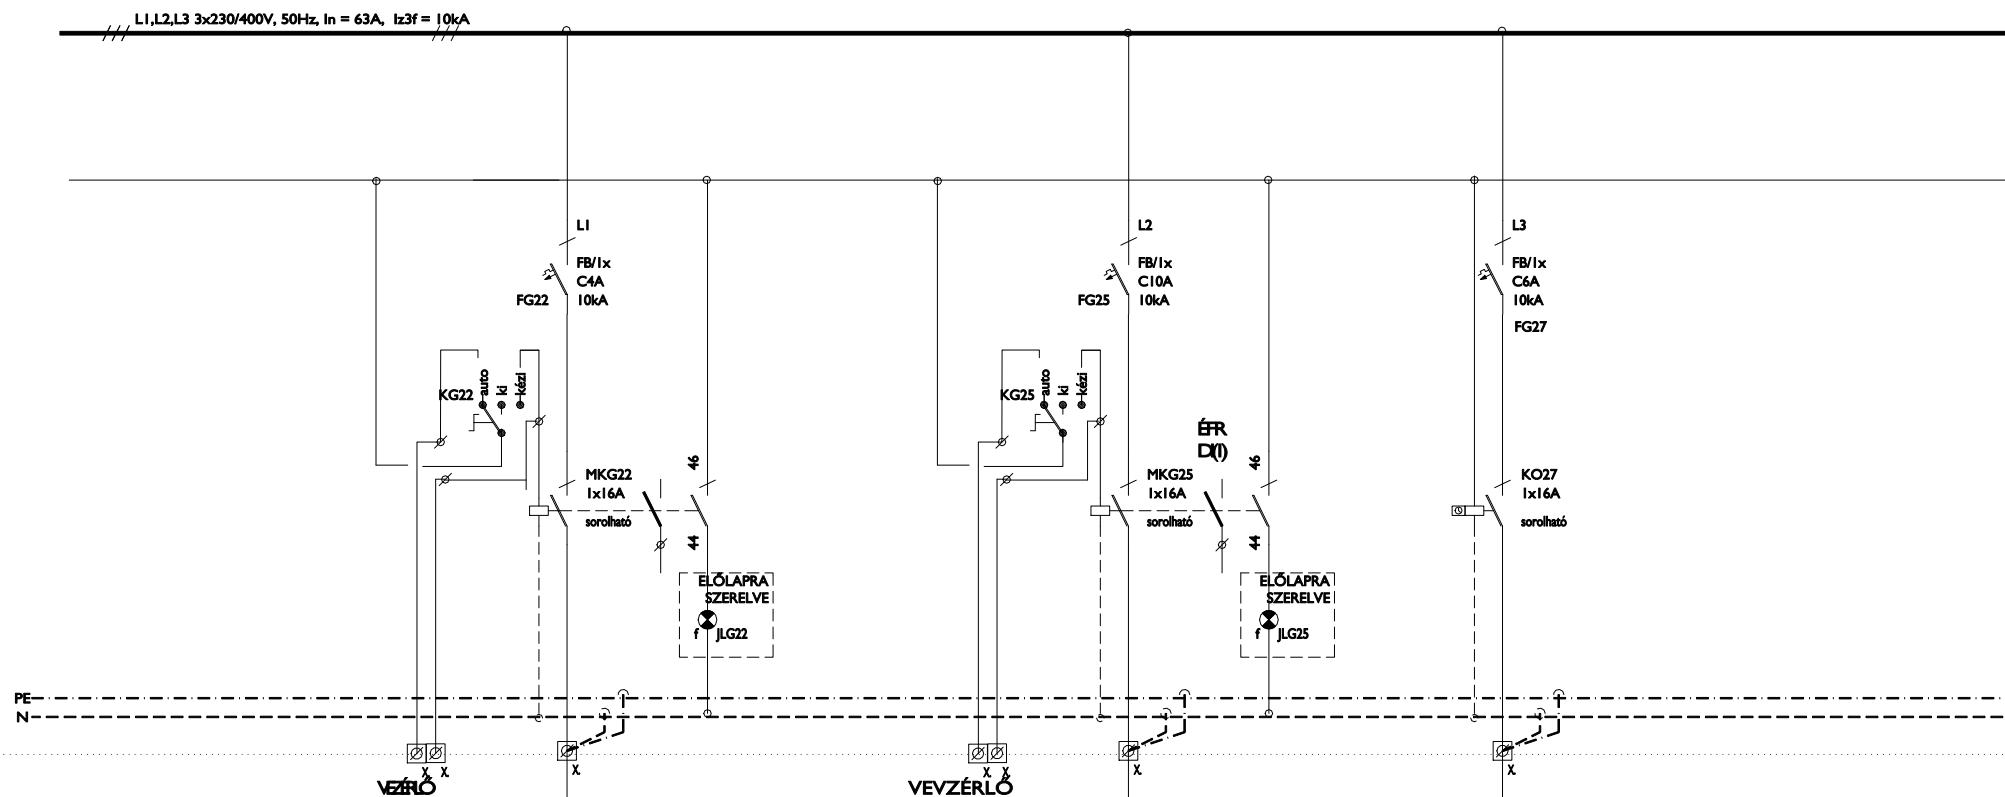 L1,L2,L3 3x230/400V, 50Hz, In = 63A, Iz3f = 10kA
L1
FB/1x
C4A
FG22 10kA
L2
FB/1x
C10A
FG25 10kA
L3
FB/1x
C6A
10kA
FG27
KG22
auto
ki
kézi
KG25
auto
ki
kézi
ÉFR
DI(I)
MKG22
1x16A
sorolható
46
44
MKG25
1x16A
sorolható
46
44
KO27
1x16A
sorolható
ELŐLAPRA
SZERELVE
f JLG22
ELŐLAPRA
SZERELVE
f JLG25
PE
N
x. x. x.
x. x. x.
x.
VEVZÉRLŐ